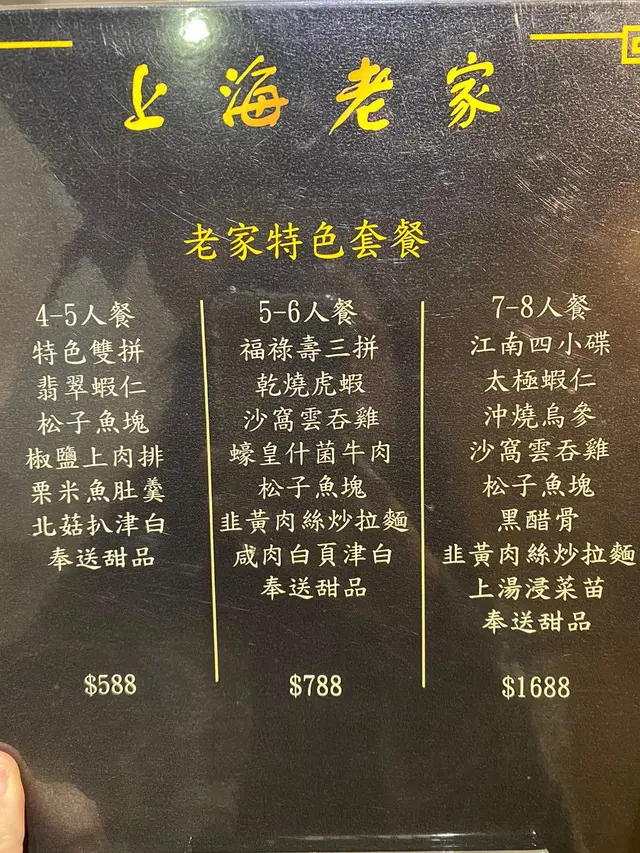 上海老家
老家特色套餐
4-5人餐
特色雙拼
翡翠蝦仁
松子魚塊
椒鹽上肉排
栗米魚肚羹
北菇扒津白
奉送甜品
$588
5-6人餐
福祿壽三拼
乾燒虎蝦
沙窩雲吞雞
蠔皇什菌牛肉
松子魚塊
韭黃肉絲炒拉麵
咸肉白頁津白
奉送甜品
$788
7-8人餐
江南四小碟
太極蝦仁
沖燒烏參
沙窩雲吞雞
松子魚塊
黑醋骨
韭黃肉絲炒拉麵
上湯浸菜苗
奉送甜品
$1688